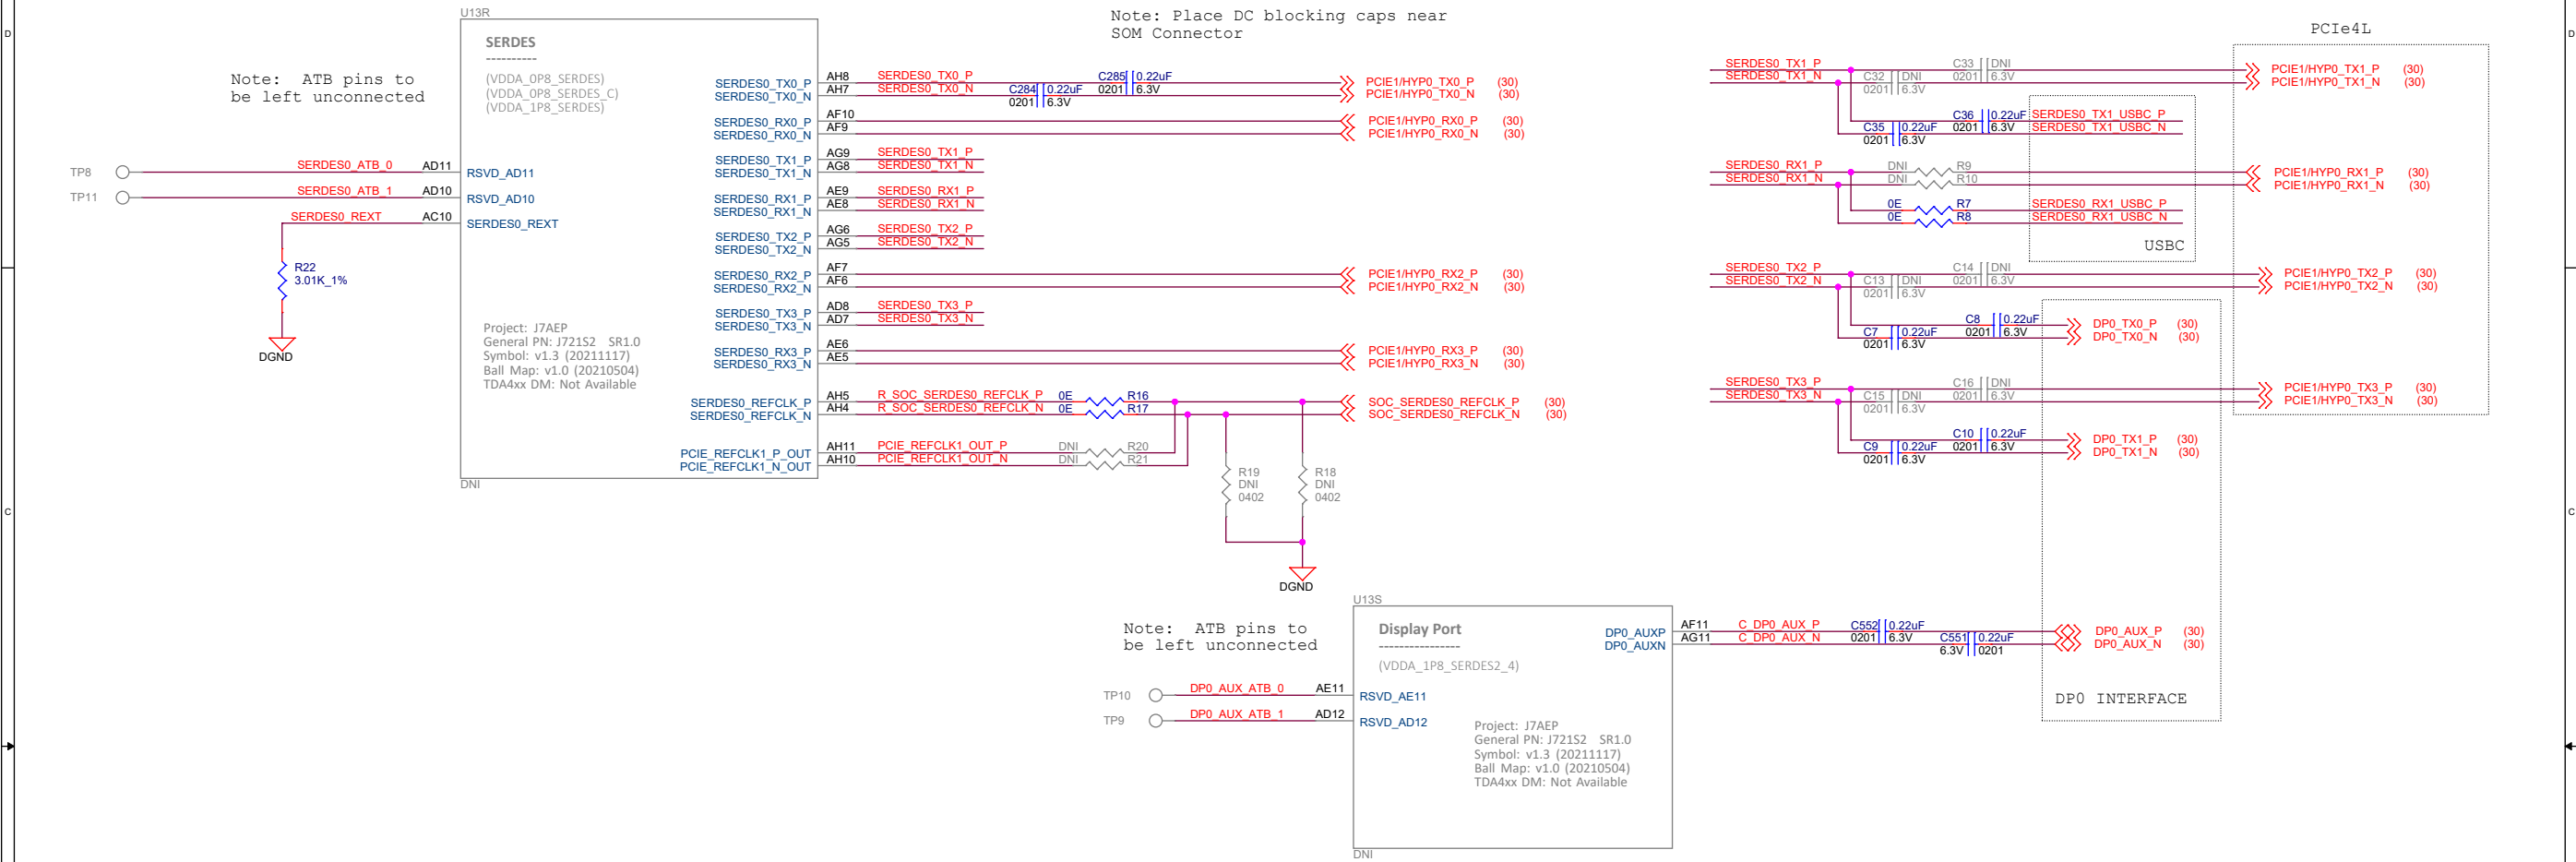 D
D
U13R
SERDES
----------
(VDDA_0P8_SERDES)
(VDDA_0P8_SERDES_C)
(VDDA_1P8_SERDES)
Note: ATB pins to
be left unconnected
TP8
SERDES0_ATB_0
AD11
RSVD_AD11
TP11
SERDES0_ATB_1
AD10
RSVD_AD10
SERDES0_REXT
AC10
SERDES0_REXT
R22
3.01K_1%
DGND
Project: J7AEP
General PN: J721S2 SR1.0
Symbol: v1.3 (20211117)
Ball Map: v1.0 (20210504)
TDA4xx DM: Not Available
DNI
Note: Place DC blocking caps near
SOM Connector
SERDES0_TX0_P AH8 SERDES0_TX0_P C285 0.22uF 0201 6.3V PCIE1/HYP0_TX0_P (30)
SERDES0_TX0_N AH7 SERDES0_TX0_N C284 0.22uF 0201 6.3V PCIE1/HYP0_TX0_N (30)
SERDES0_RX0_P AF10 PCIE1/HYP0_RX0_P (30)
SERDES0_RX0_N AF9 PCIE1/HYP0_RX0_N (30)
SERDES0_TX1_P AG9 SERDES0_TX1_P
SERDES0_TX1_N AG8 SERDES0_TX1_N
SERDES0_RX1_P AE9 SERDES0_RX1_P
SERDES0_RX1_N AE8 SERDES0_RX1_N
SERDES0_TX2_P AG6 SERDES0_TX2_P
SERDES0_TX2_N AG5 SERDES0_TX2_N
SERDES0_RX2_P AF7 PCIE1/HYP0_RX2_P (30)
SERDES0_RX2_N AF6 PCIE1/HYP0_RX2_N (30)
SERDES0_TX3_P AD8 SERDES0_TX3_P
SERDES0_TX3_N AD7 SERDES0_TX3_N
SERDES0_RX3_P AE6 PCIE1/HYP0_RX3_P (30)
SERDES0_RX3_N AE5 PCIE1/HYP0_RX3_N (30)
SERDES0_REFCLK_P AH5 R_SOC_SERDES0_REFCLK_P 0E R16 SOC_SERDES0_REFCLK_P (30)
SERDES0_REFCLK_N AH4 R_SOC_SERDES0_REFCLK_N 0E R17 SOC_SERDES0_REFCLK_N (30)
PCIE_REFCLK1_P_OUT AH11 PCIE_REFCLK1_OUT_P DNI R20
PCIE_REFCLK1_N_OUT AH10 PCIE_REFCLK1_OUT_N DNI R21
R19
DNI
0402
R18
DNI
0402
DGND
PCIe4L
SERDES0_TX1_P C33 DNI 0201 6.3V PCIE1/HYP0_TX1_P (30)
SERDES0_TX1_N C32 DNI 0201 6.3V PCIE1/HYP0_TX1_N (30)
C36 0.22uF 0201 6.3V SERDES0_TX1_USBC_P
C35 0.22uF 0201 6.3V SERDES0_TX1_USBC_N
SERDES0_RX1_P DNI R9 PCIE1/HYP0_RX1_P (30)
SERDES0_RX1_N DNI R10 PCIE1/HYP0_RX1_N (30)
0E R7 SERDES0_RX1_USBC_P
0E R8 SERDES0_RX1_USBC_N
USBC
SERDES0_TX2_P C14 DNI 0201 6.3V PCIE1/HYP0_TX2_P (30)
SERDES0_TX2_N C13 DNI 0201 6.3V PCIE1/HYP0_TX2_N (30)
C8 0.22uF 0201 6.3V DP0_TX0_P (30)
C7 0.22uF 0201 6.3V DP0_TX0_N (30)
SERDES0_TX3_P C16 DNI 0201 6.3V PCIE1/HYP0_TX3_P (30)
SERDES0_TX3_N C15 DNI 0201 6.3V PCIE1/HYP0_TX3_N (30)
C10 0.22uF 0201 6.3V DP0_TX1_P (30)
C9 0.22uF 0201 6.3V DP0_TX1_N (30)
C
C
U13S
Display Port
----------------
(VDDA_1P8_SERDES2_4)
Note: ATB pins to
be left unconnected
TP10 DP0_AUX_ATB_0 AE11 RSVD_AE11
TP9 DP0_AUX_ATB_1 AD12 RSVD_AD12
DP0_AUXP AF11 C_DP0_AUX_P C552 0.22uF 0201 6.3V DP0_AUX_P (30)
DP0_AUXN AG11 C_DP0_AUX_N C551 0.22uF 6.3V 0201 DP0_AUX_N (30)
DP0 INTERFACE
Project: J7AEP
General PN: J721S2 SR1.0
Symbol: v1.3 (20211117)
Ball Map: v1.0 (20210504)
TDA4xx DM: Not Available
DNI